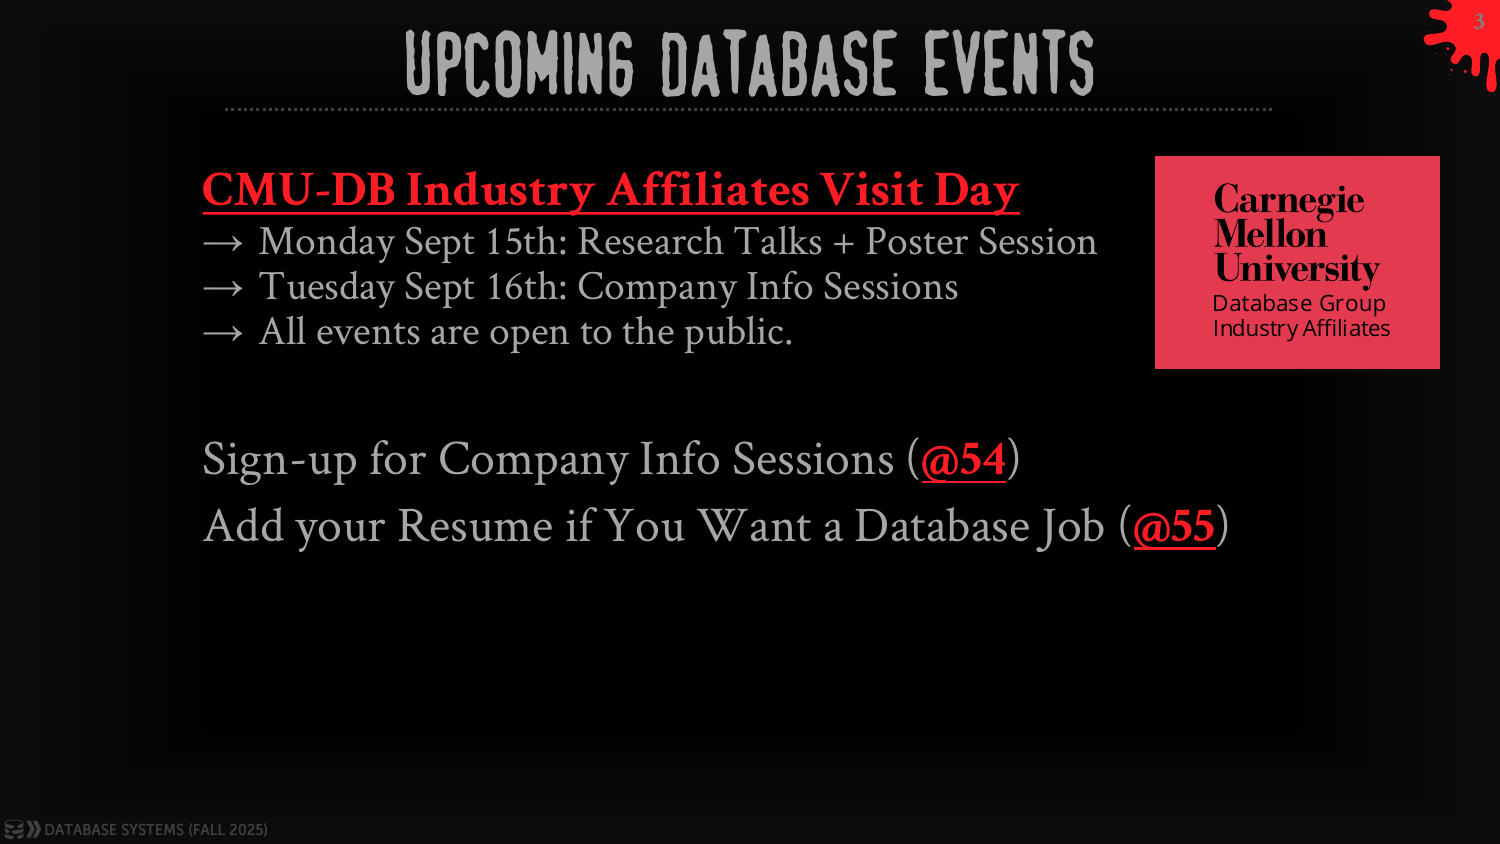 3
UPCOMING DATABASE EVENTS
CMU-DB Industry Affiliates Visit Day
→ Monday Sept 15th: Research Talks + Poster Session
→ Tuesday Sept 16th: Company Info Sessions
→ All events are open to the public.
Carnegie
Mellon
University
Database Group
Industry Affiliates
Sign-up for Company Info Sessions (@54)
Add your Resume if You Want a Database Job (@55)
DATABASE SYSTEMS (FALL 2025)